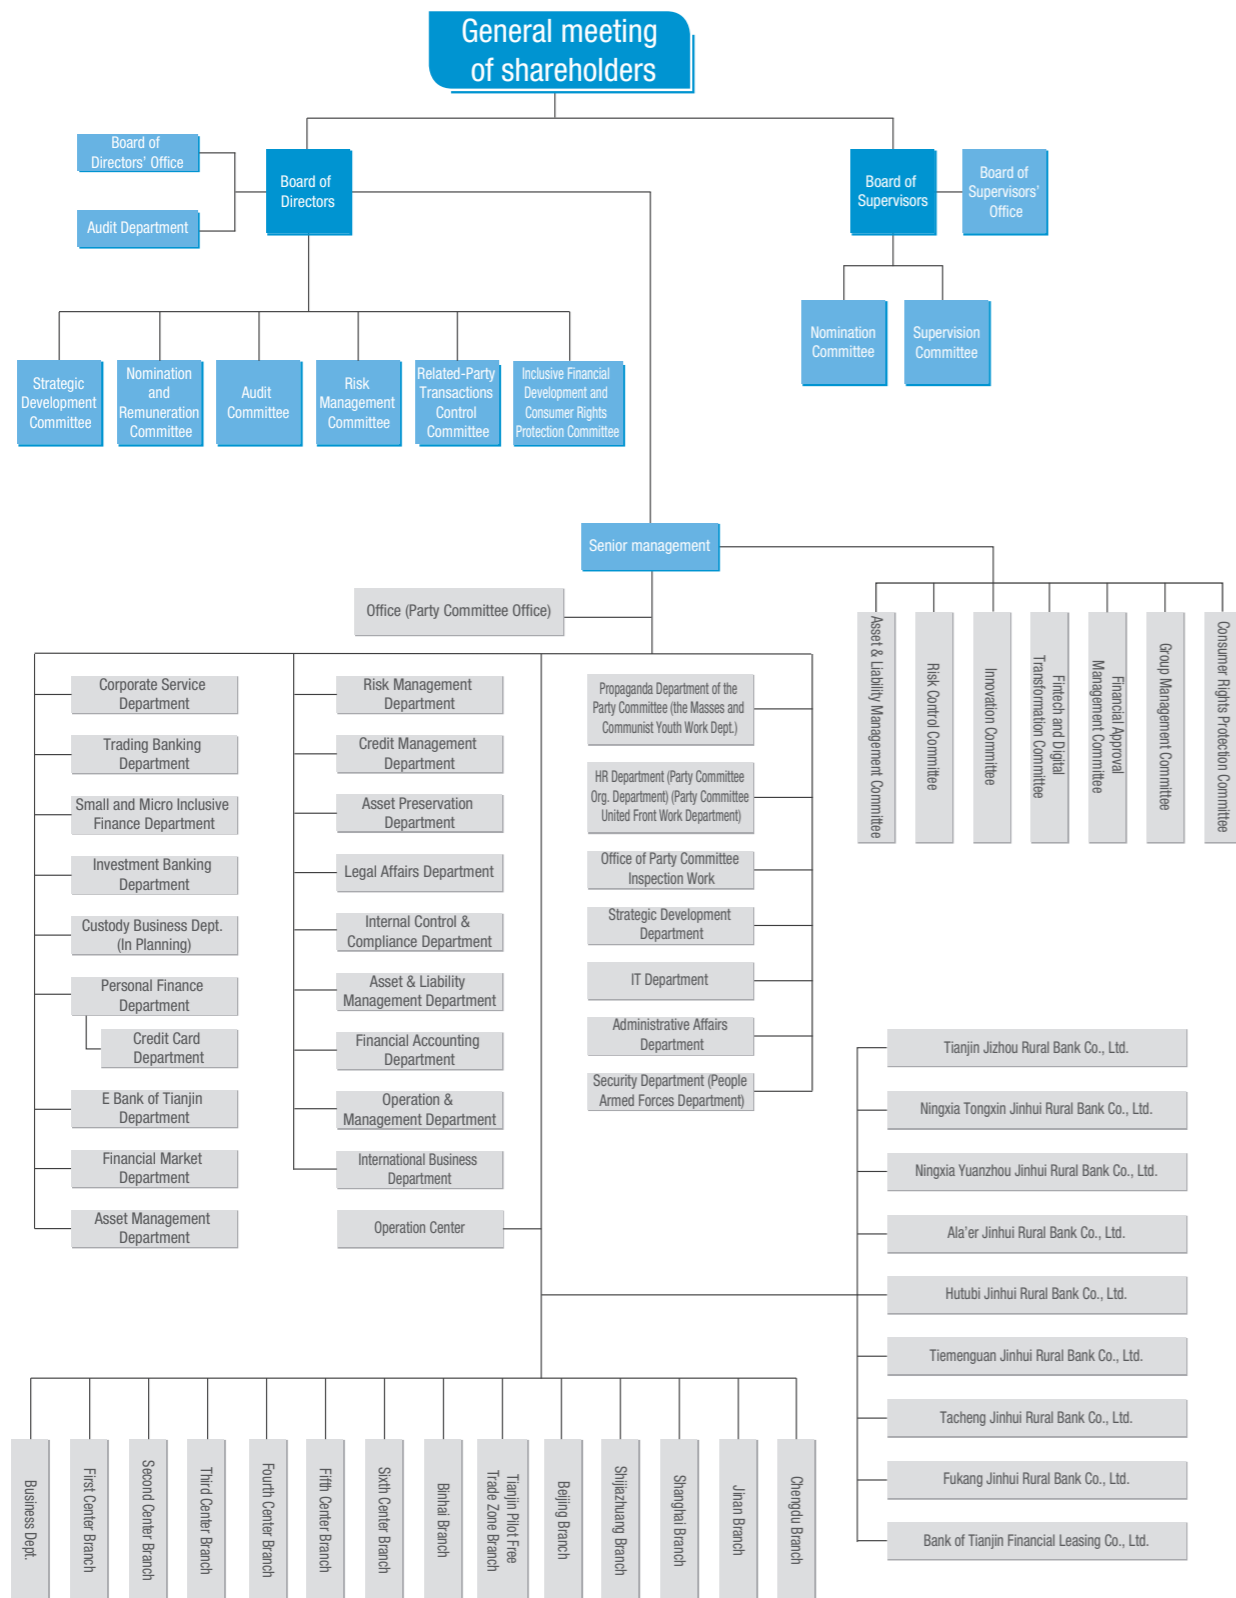 General meeting
of shareholders
Board of
Directors' Office
Audit Department
Board of
Directors
Board of
Supervisors
Board of
Supervisors'
Office
Nomination
Committee
Supervision
Committee
Strategic
Development
Committee
Nomination
and
Remuneration
Committee
Audit
Committee
Risk
Management
Committee
Related-Party
Transactions
Control
Committee
Inclusive Financial
Development and
Consumer Rights
Protection Committee
Senior management
Office (Party Committee Office)
Asset & Liability Management Committee
Risk Control Committee
Innovation Committee
Fintech and Digital
Transformation Committee
Financial Approval
Management Committee
Group Management Committee
Consumer Rights Protection Committee
Corporate Service
Department
Trading Banking
Department
Small and Micro Inclusive
Finance Department
Investment Banking
Department
Custody Business Dept.
(In Planning)
Personal Finance
Department
Credit Card
Department
E Bank of Tianjin
Department
Financial Market
Department
Asset Management
Department
Risk Management
Department
Credit Management
Department
Asset Preservation
Department
Legal Affairs Department
Internal Control &
Compliance Department
Asset & Liability
Management Department
Financial Accounting
Department
Operation &
Management Department
International Business
Department
Operation Center
Propaganda Department of the
Party Committee (the Masses and
Communist Youth Work Dept.)
HR Department (Party Committee
Org. Department) (Party Committee
United Front Work Department)
Office of Party Committee
Inspection Work
Strategic Development
Department
IT Department
Administrative Affairs
Department
Security Department (People
Armed Forces Department)
Tianjin Jizhou Rural Bank Co., Ltd.
Ningxia Tongxin Jinhui Rural Bank Co., Ltd.
Ningxia Yuanzhou Jinhui Rural Bank Co., Ltd.
Ala'er Jinhui Rural Bank Co., Ltd.
Hutubi Jinhui Rural Bank Co., Ltd.
Tiemenguan Jinhui Rural Bank Co., Ltd.
Tacheng Jinhui Rural Bank Co., Ltd.
Fukang Jinhui Rural Bank Co., Ltd.
Bank of Tianjin Financial Leasing Co., Ltd.
Business Dept.
First Center Branch
Second Center Branch
Third Center Branch
Fourth Center Branch
Fifth Center Branch
Sixth Center Branch
Binhai Branch
Tianjin Pilot Free
Trade Zone Branch
Beijing Branch
Shijiazhuang Branch
Shanghai Branch
Jinan Branch
Chengdu Branch